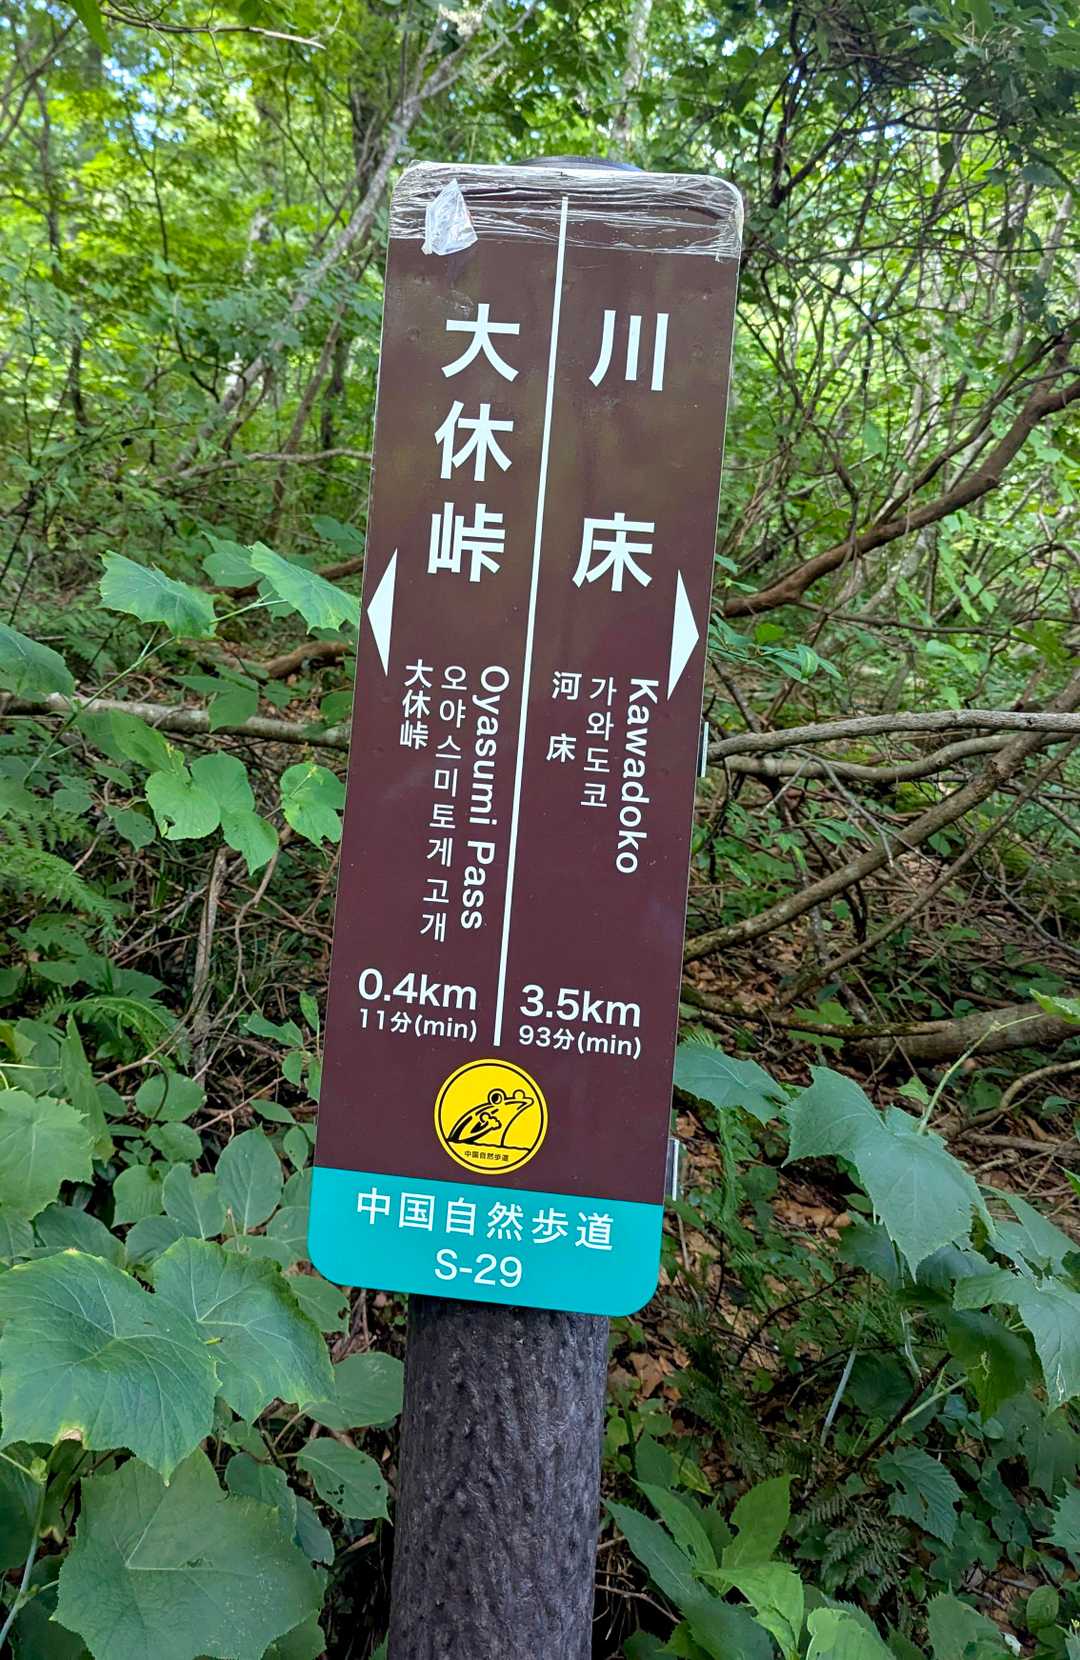 川床
Kawadoko
가와도코
河床
3.5km
93分(min)
大休峠
Oyasumi Pass
오야스미토게고개
大休峠
0.4km
11分(min)
中国自然歩道
中国自然歩道
S-29